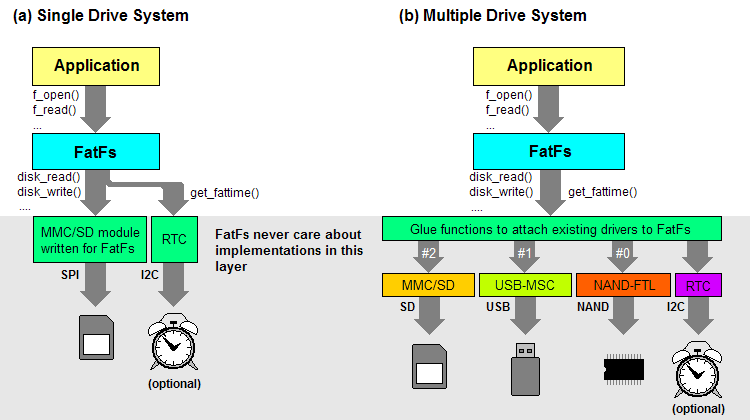 (a) Single Drive System
Application
f_open()
f_read()
...
FatFs
disk_read()
disk_write()
....
get_fattime()
MMC/SD module
written for FatFs
RTC
SPI
I2C
(optional)
FatFs never care about
implementations in this
layer
(b) Multiple Drive System
Application
f_open()
f_read()
...
FatFs
disk_read()
disk_write()
....
get_fattime()
Glue functions to attach existing drivers to FatFs
#2
#1
#0
MMC/SD
USB-MSC
NAND-FTL
RTC
SD
USB
NAND
I2C
(optional)